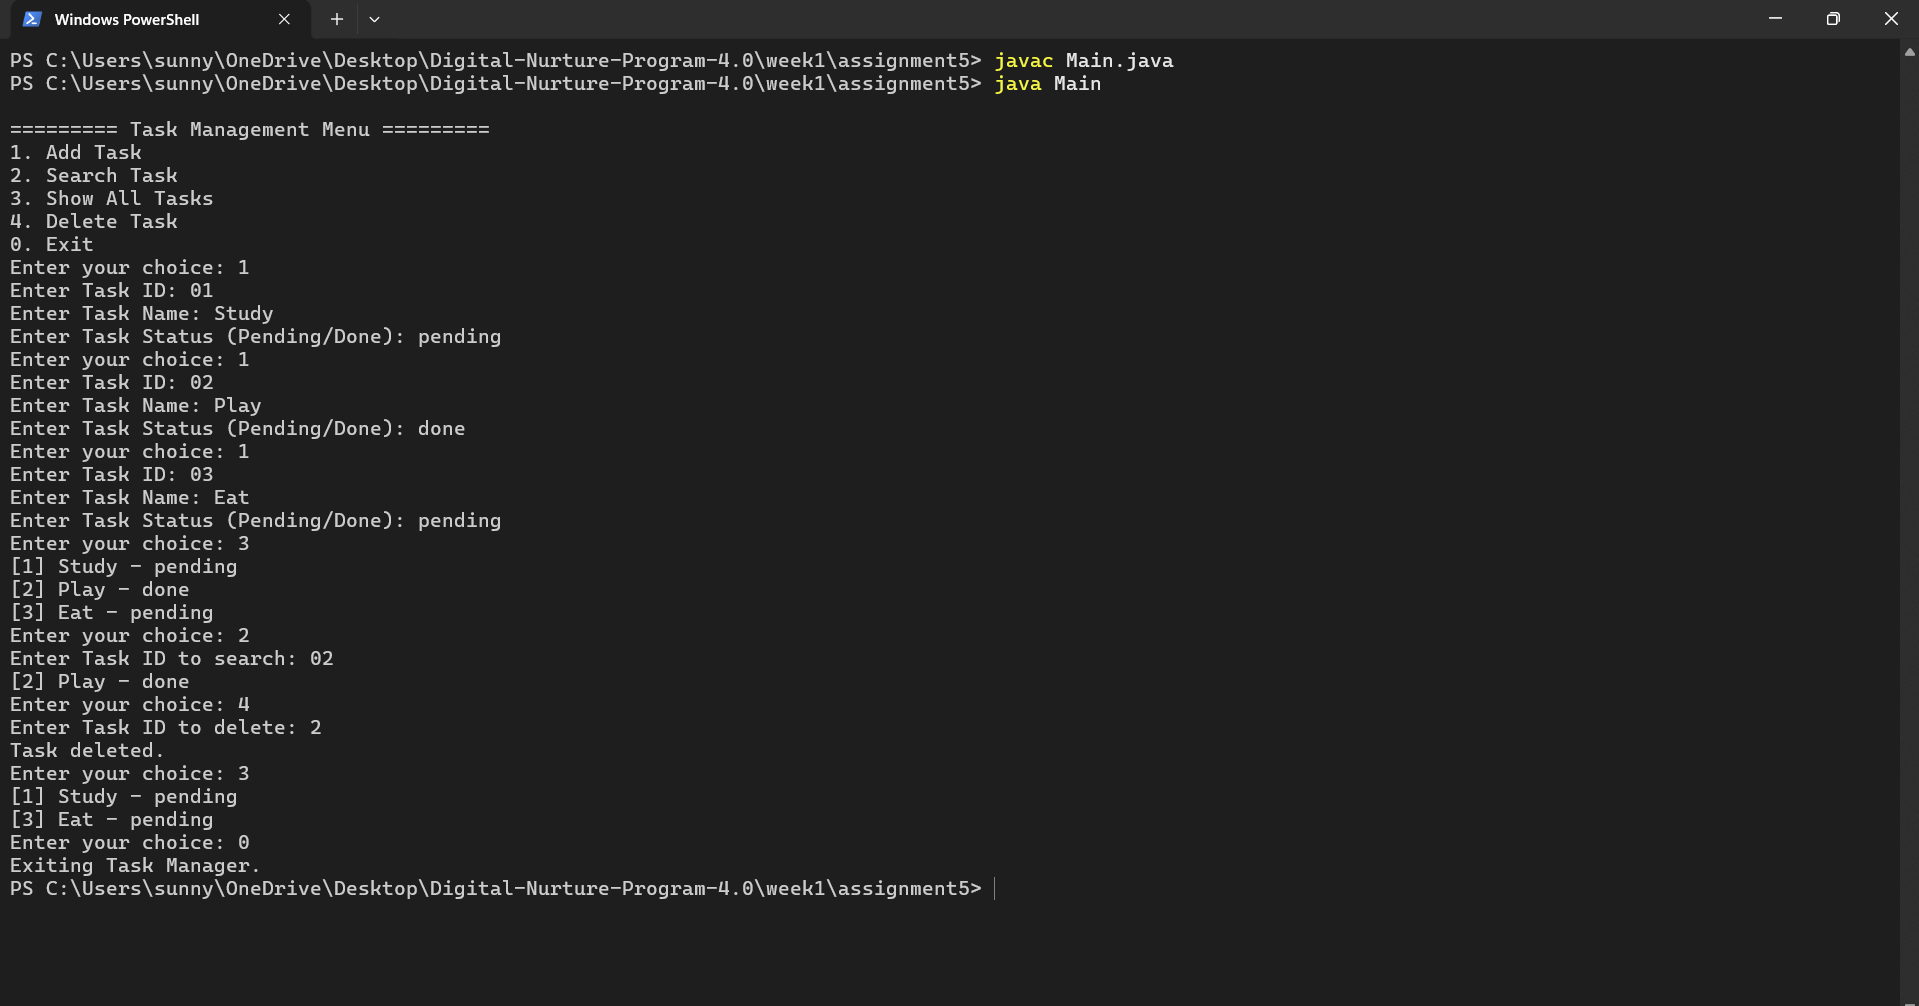 Windows PowerShell
PS C:\Users\sunny\OneDrive\Desktop\Digital-Nurture-Program-4.0\week1\assignment5> javac Main.java
PS C:\Users\sunny\OneDrive\Desktop\Digital-Nurture-Program-4.0\week1\assignment5> java Main
========= Task Management Menu =========
1. Add Task
2. Search Task
3. Show All Tasks
4. Delete Task
0. Exit
Enter your choice: 1
Enter Task ID: 01
Enter Task Name: Study
Enter Task Status (Pending/Done): pending
Enter your choice: 1
Enter Task ID: 02
Enter Task Name: Play
Enter Task Status (Pending/Done): done
Enter your choice: 1
Enter Task ID: 03
Enter Task Name: Eat
Enter Task Status (Pending/Done): pending
Enter your choice: 3
[1] Study - pending
[2] Play - done
[3] Eat - pending
Enter your choice: 2
Enter Task ID to search: 02
[2] Play - done
Enter your choice: 4
Enter Task ID to delete: 2
Task deleted.
Enter your choice: 3
[1] Study - pending
[3] Eat - pending
Enter your choice: 0
Exiting Task Manager.
PS C:\Users\sunny\OneDrive\Desktop\Digital-Nurture-Program-4.0\week1\assignment5>